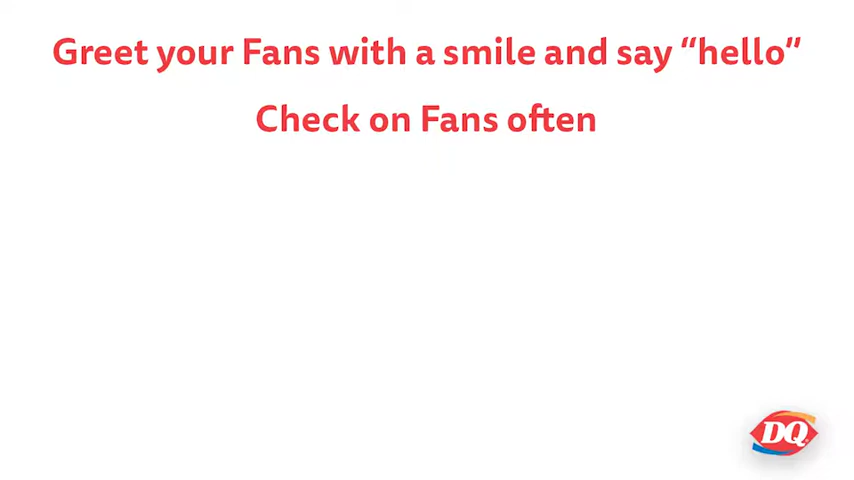 Greet your Fans with a smile and say “hello“
Check on Fans often
DQ